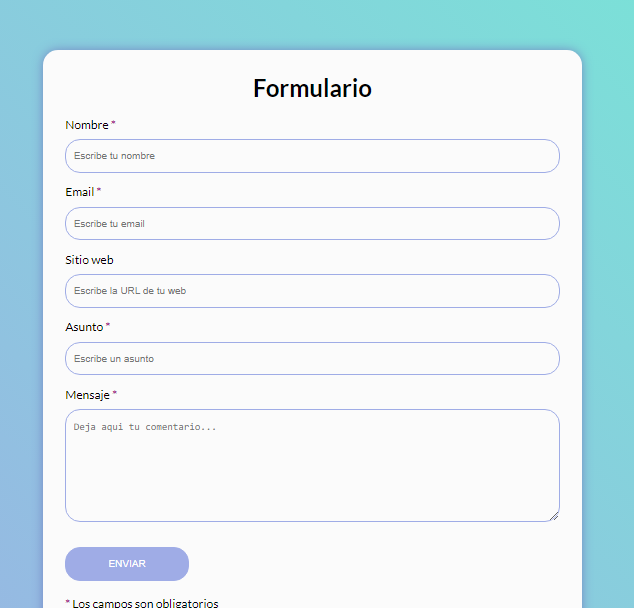 Formulario
Nombre *
Escribe tu nombre
Email *
Escribe tu email
Sitio web
Escribe la URL de tu web
Asunto *
Escribe un asunto
Mensaje *
Deja aqui tu comentario...
ENVIAR
* Los campos son obligatorios